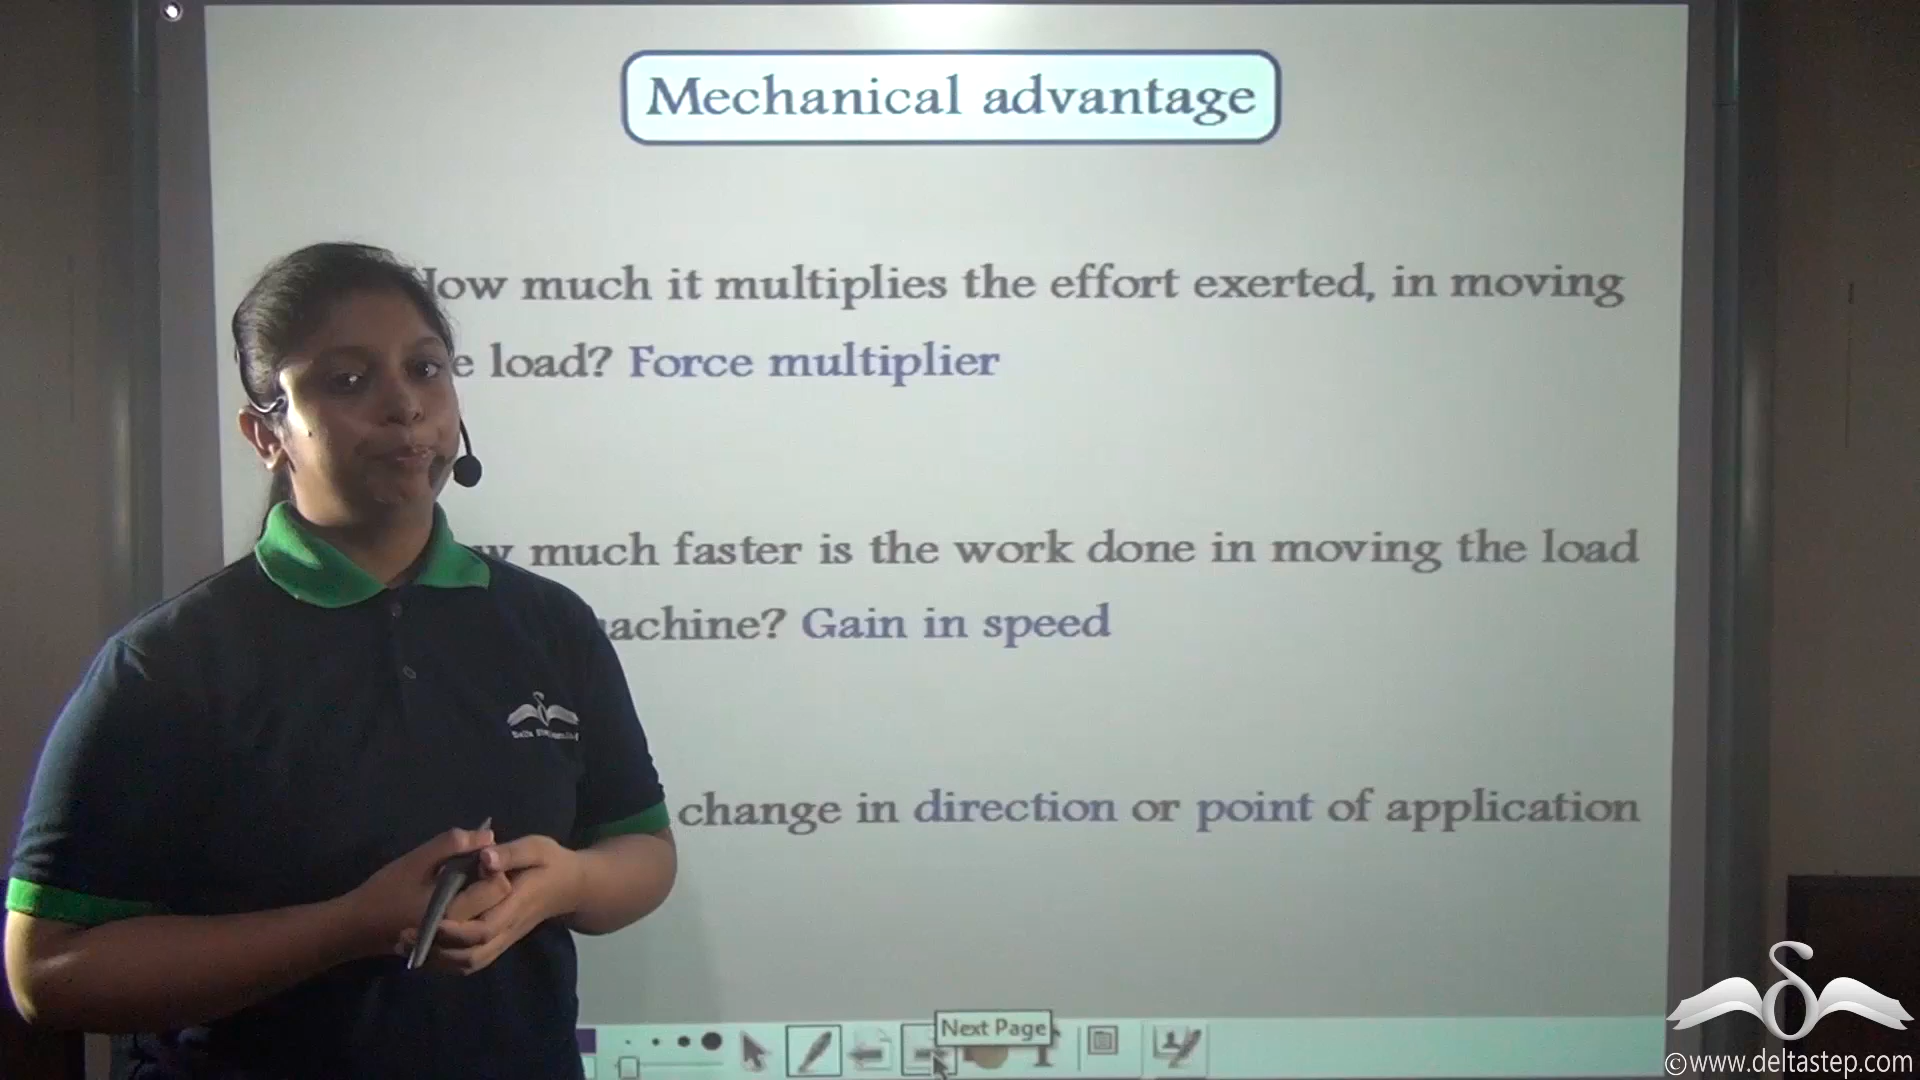 Mechanical advantage
How much it multiplies the effort exerted, in moving
load? Force multiplier
much faster is the work done in moving the load
machine? Gain in speed
change in direction or point of application
Next Page
©www.deltastep.com